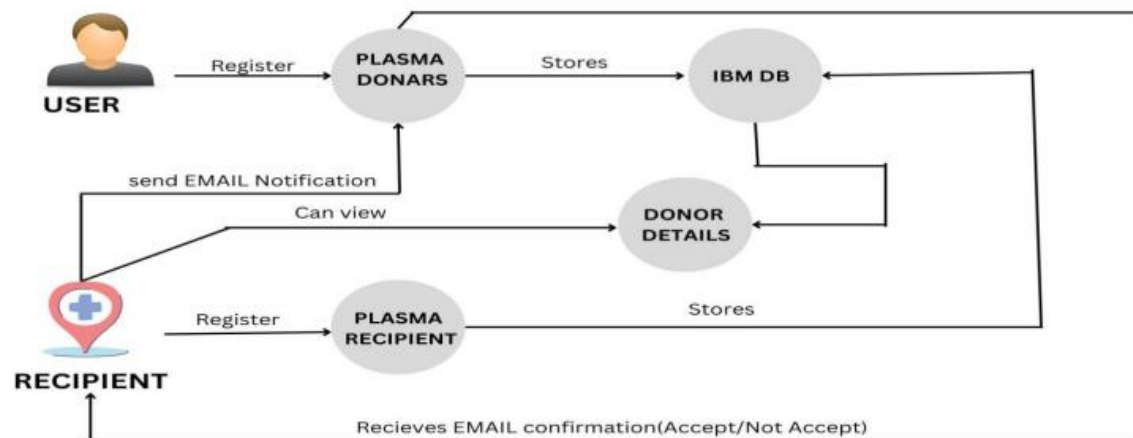 Register
PLASMA
DONARS
Stores
IBM DB
USER
send EMAIL Notification
Can view
DONOR
DETAILS
Register
PLASMA
RECIPIENT
Stores
RECIPIENT
Recieves EMAIL confirmation(Accept/Not Accept)